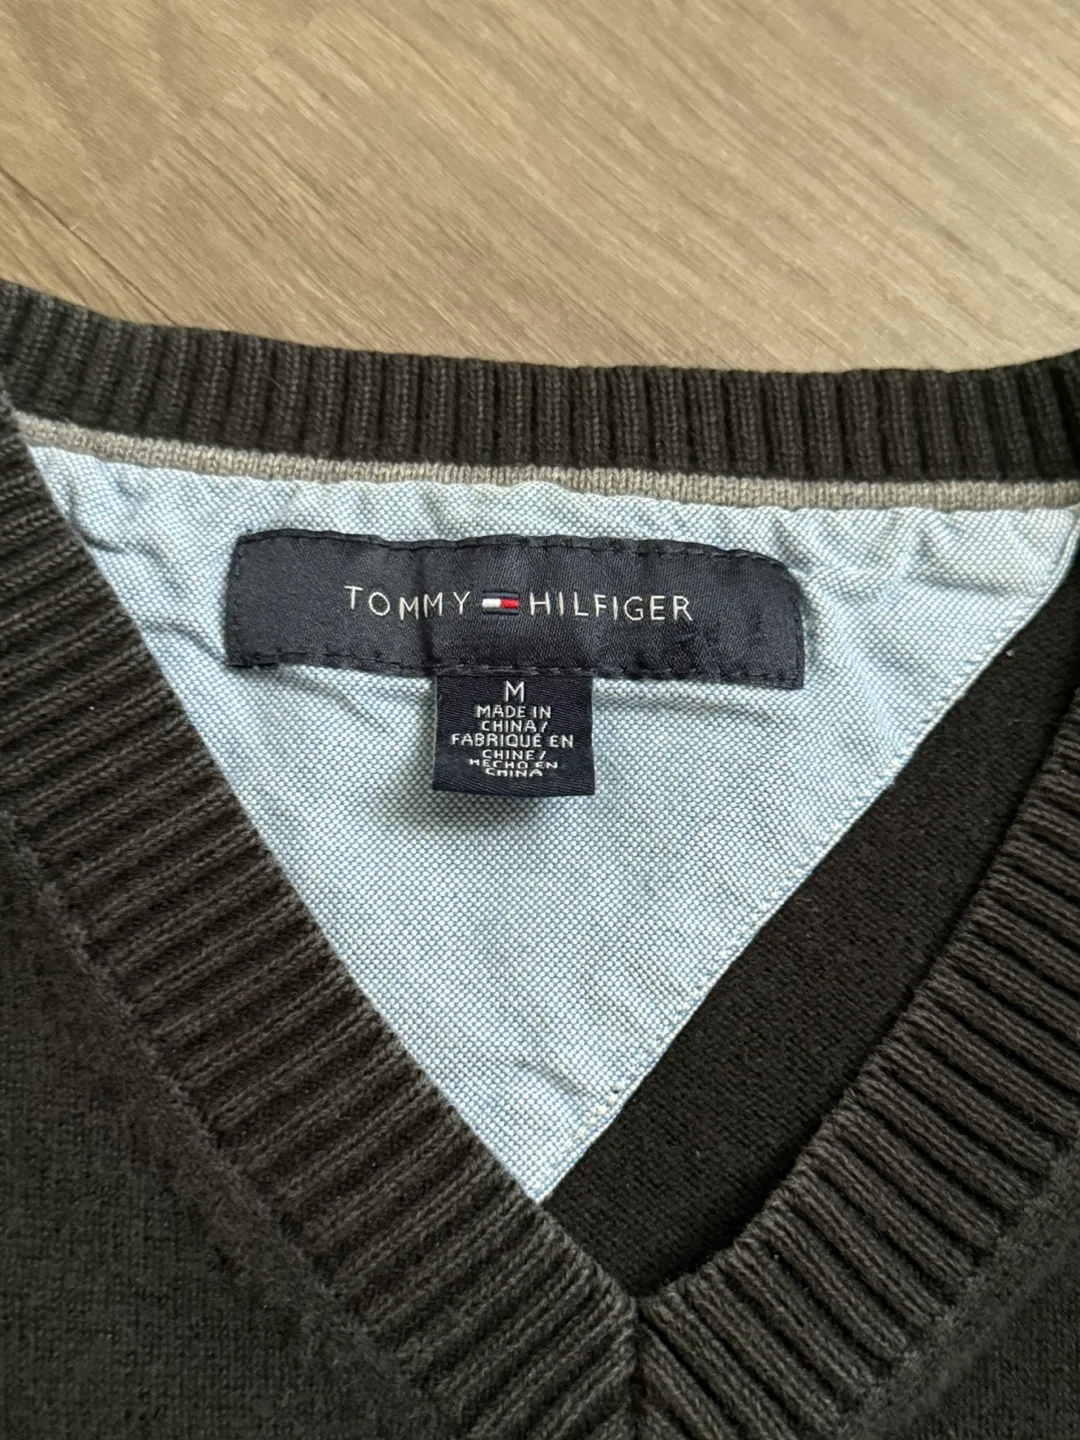 TOMMY HILFIGER
M
MADE IN
CHINA/
FABRIQUÉ EN
CHINE/
HECHO EN
CHINA